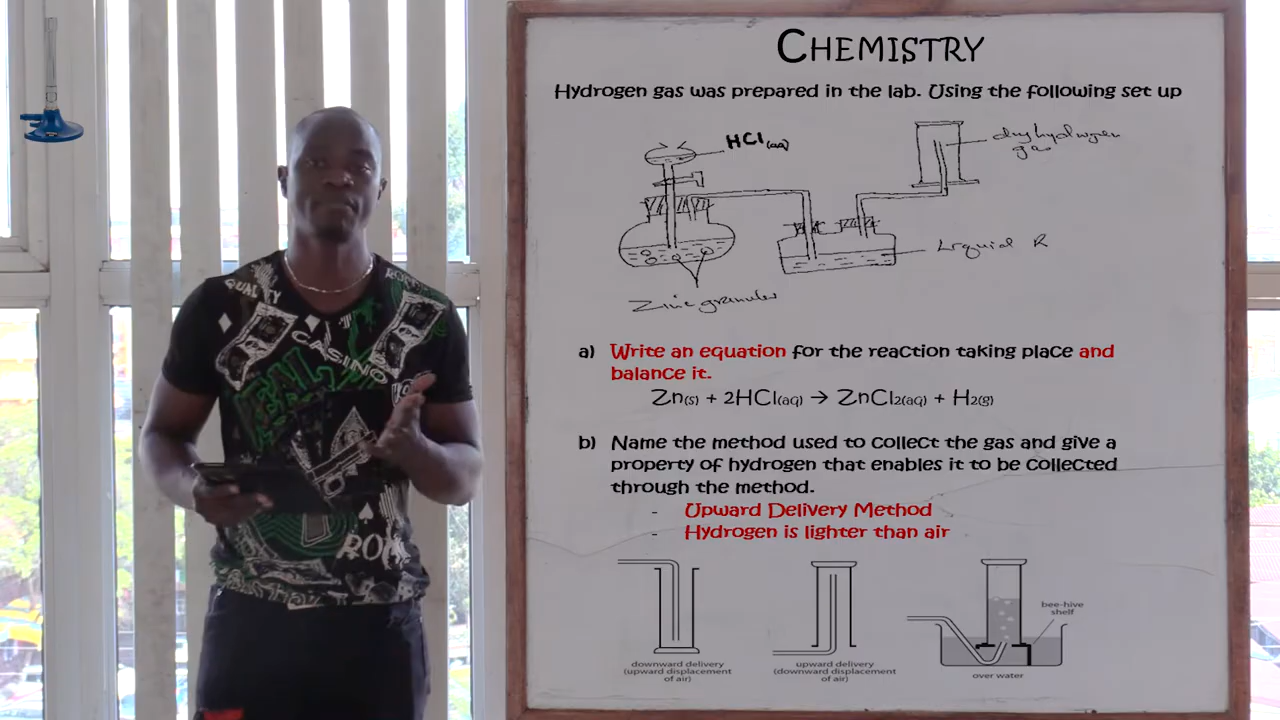 CHEMISTRY
Hydrogen gas was prepared in the lab. Using the following set up
HCl(aq)
dry hydrogen
gas
Liquid R
Zinc granules
a) Write an equation for the reaction taking place and
balance it.
Zn(s) + 2HCl(aq) → ZnCl2(aq) + H2(g)
b) Name the method used to collect the gas and give a
property of hydrogen that enables it to be collected
through the method.
- Upward Delivery Method
- Hydrogen is lighter than air
downward delivery
(upward displacement
of air)
upward delivery
(downward displacement
of air)
bee-hive
shelf
over water
QUALITY
CASINO